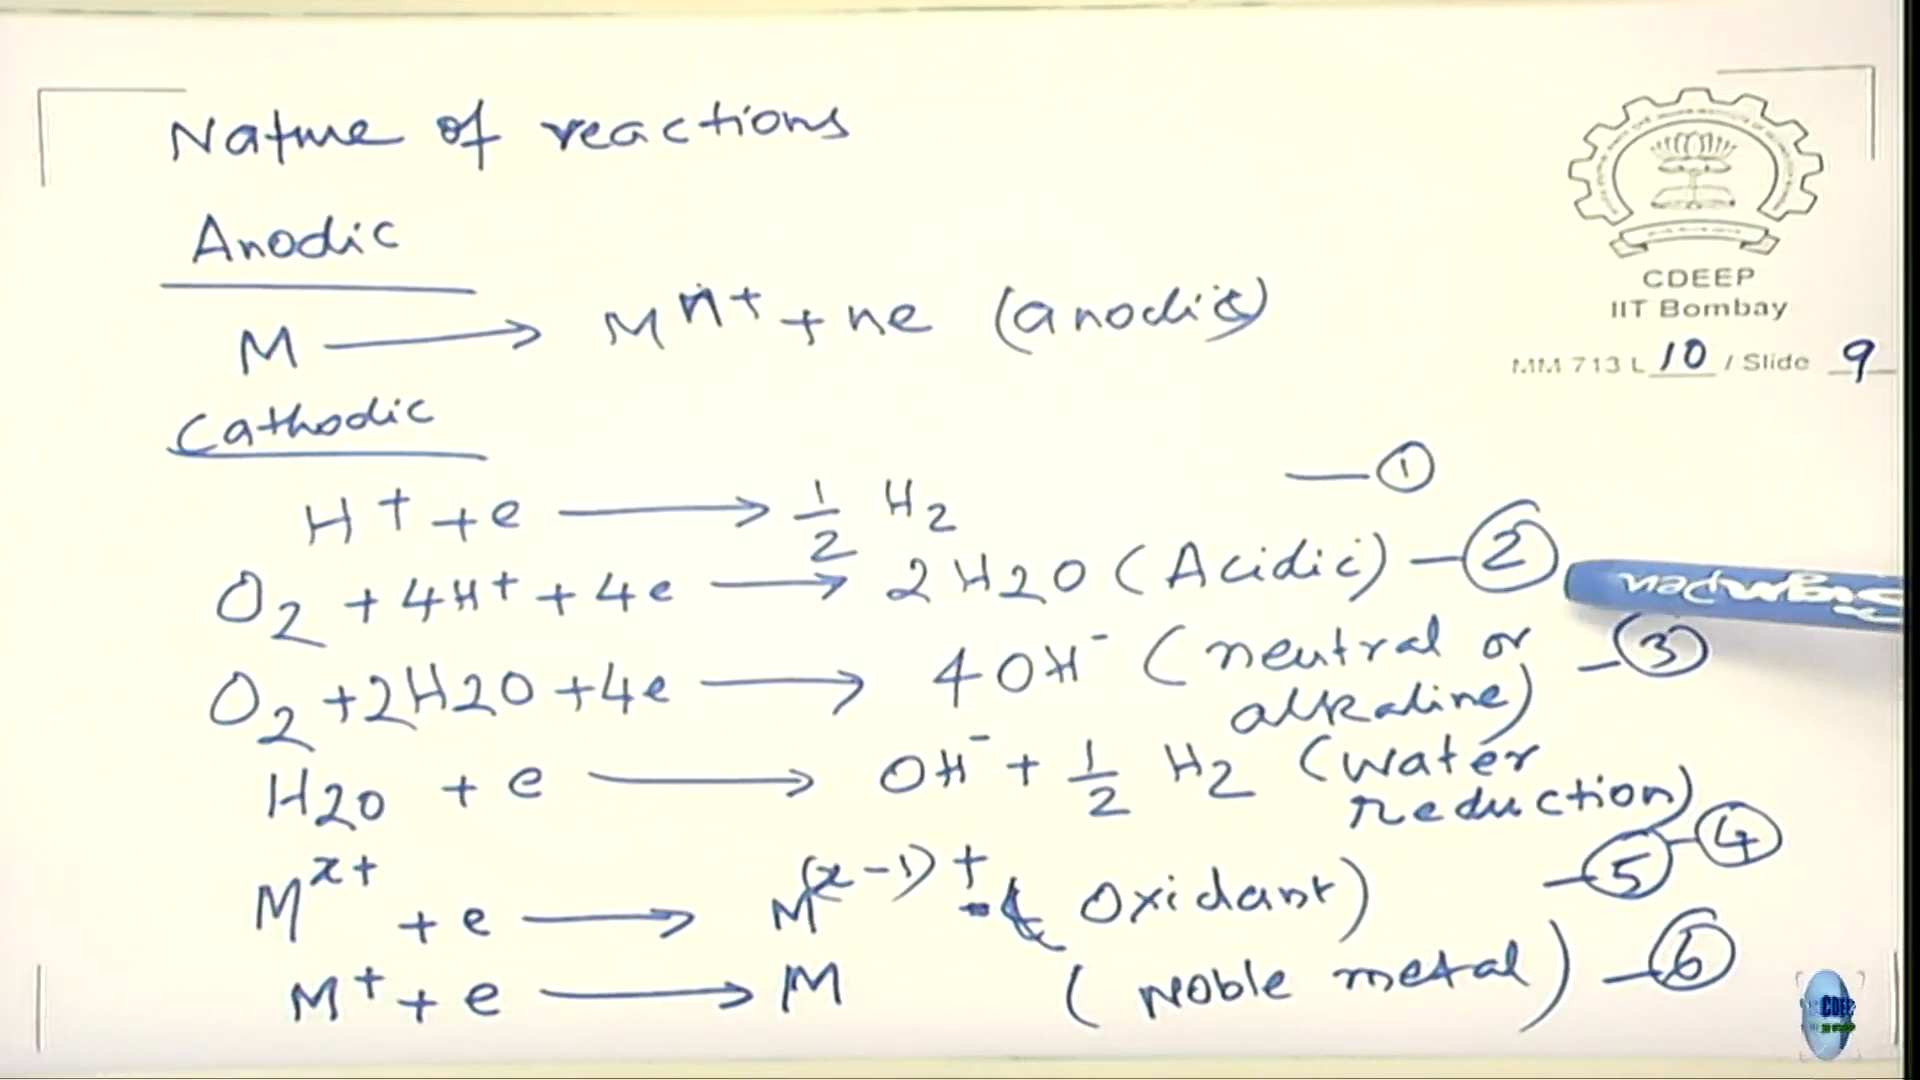 Nature of reactions
Anodic
M ⟶ Mⁿ⁺ + ne (anodic)
Cathodic
H⁺ + e ⟶ 1/2 H₂ — ①
O₂ + 4H⁺ + 4e ⟶ 2H2O (Acidic) — ②
O₂ + 2H2O + 4e ⟶ 4OH⁻ (neutral or alkaline) — ③
H2O + e ⟶ OH⁻ + 1/2 H₂ (water reduction) — ④
Mˣ⁺ + e ⟶ M⁽ˣ⁻¹⁾⁺ (Oxidant) — ⑤
M⁺ + e ⟶ M (Noble metal) — ⑥
CDEEP
IIT Bombay
MM 713 L 10 / Slide 9
CDEEP